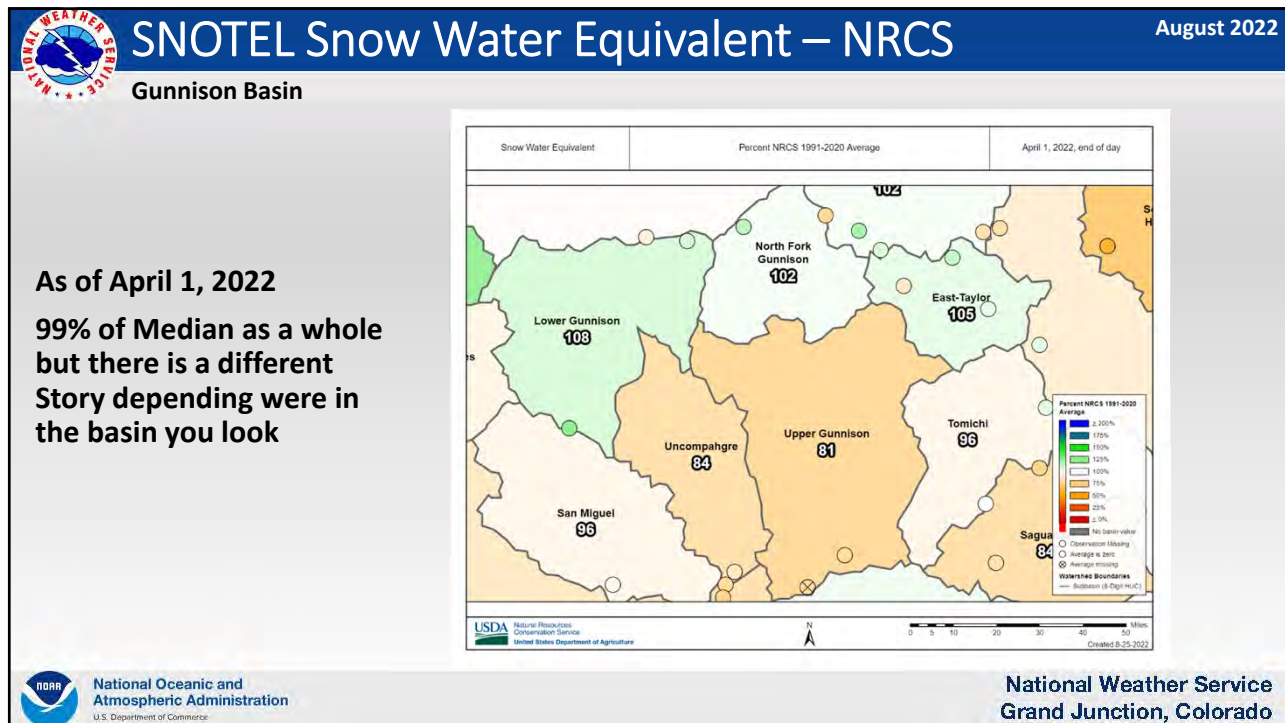 SNOTEL Snow Water Equivalent – NRCS
August 2022
NATIONAL WEATHER SERVICE
Gunnison Basin
As of April 1, 2022
99% of Median as a whole
but there is a different
Story depending were in
the basin you look
Snow Water Equivalent
Percent NRCS 1991-2020 Average
April 1, 2022, end of day
102
North Fork
Gunnison
102
East-Taylor
105
Lower Gunnison
108
Uncompahgre
84
Upper Gunnison
81
Tomichi
96
San Miguel
96
84
Percent NRCS 1991-2020
Average
≥ 200%
175%
150%
125%
100%
75%
50%
25%
≤ 0%
No basin value
Observation Missing
Average is zero
Average missing
Watershed Boundaries
Subbasin (8-Digit HUC)
USDA
Natural Resources
Conservation Service
United States Department of Agriculture
N
Miles
0 5 10 20 30 40 50
Created 8-25-2022
NOAA
National Oceanic and
Atmospheric Administration
U.S. Department of Commerce
National Weather Service
Grand Junction, Colorado